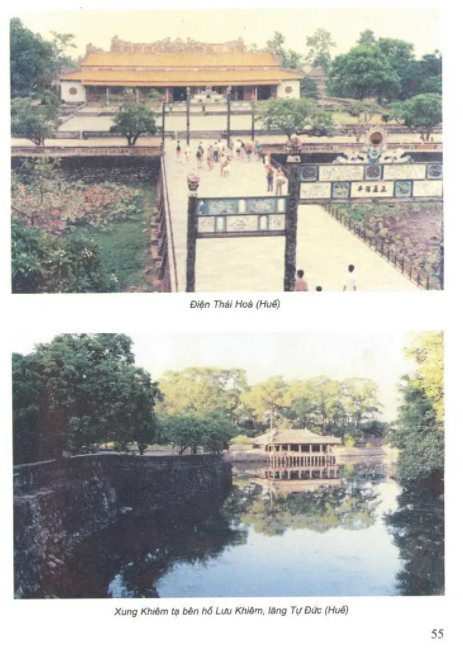 Điện Thái Hoà (Huế)
Xung Khiêm tạ bên hồ Lưu Khiêm, lăng Tự Đức (Huế)
55